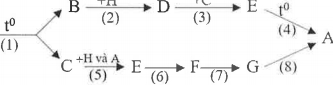 t⁰ B +H D +C E t⁰
(1) (2) (3) (4) A
C +H và A E F G
(5) (6) (7) (8)